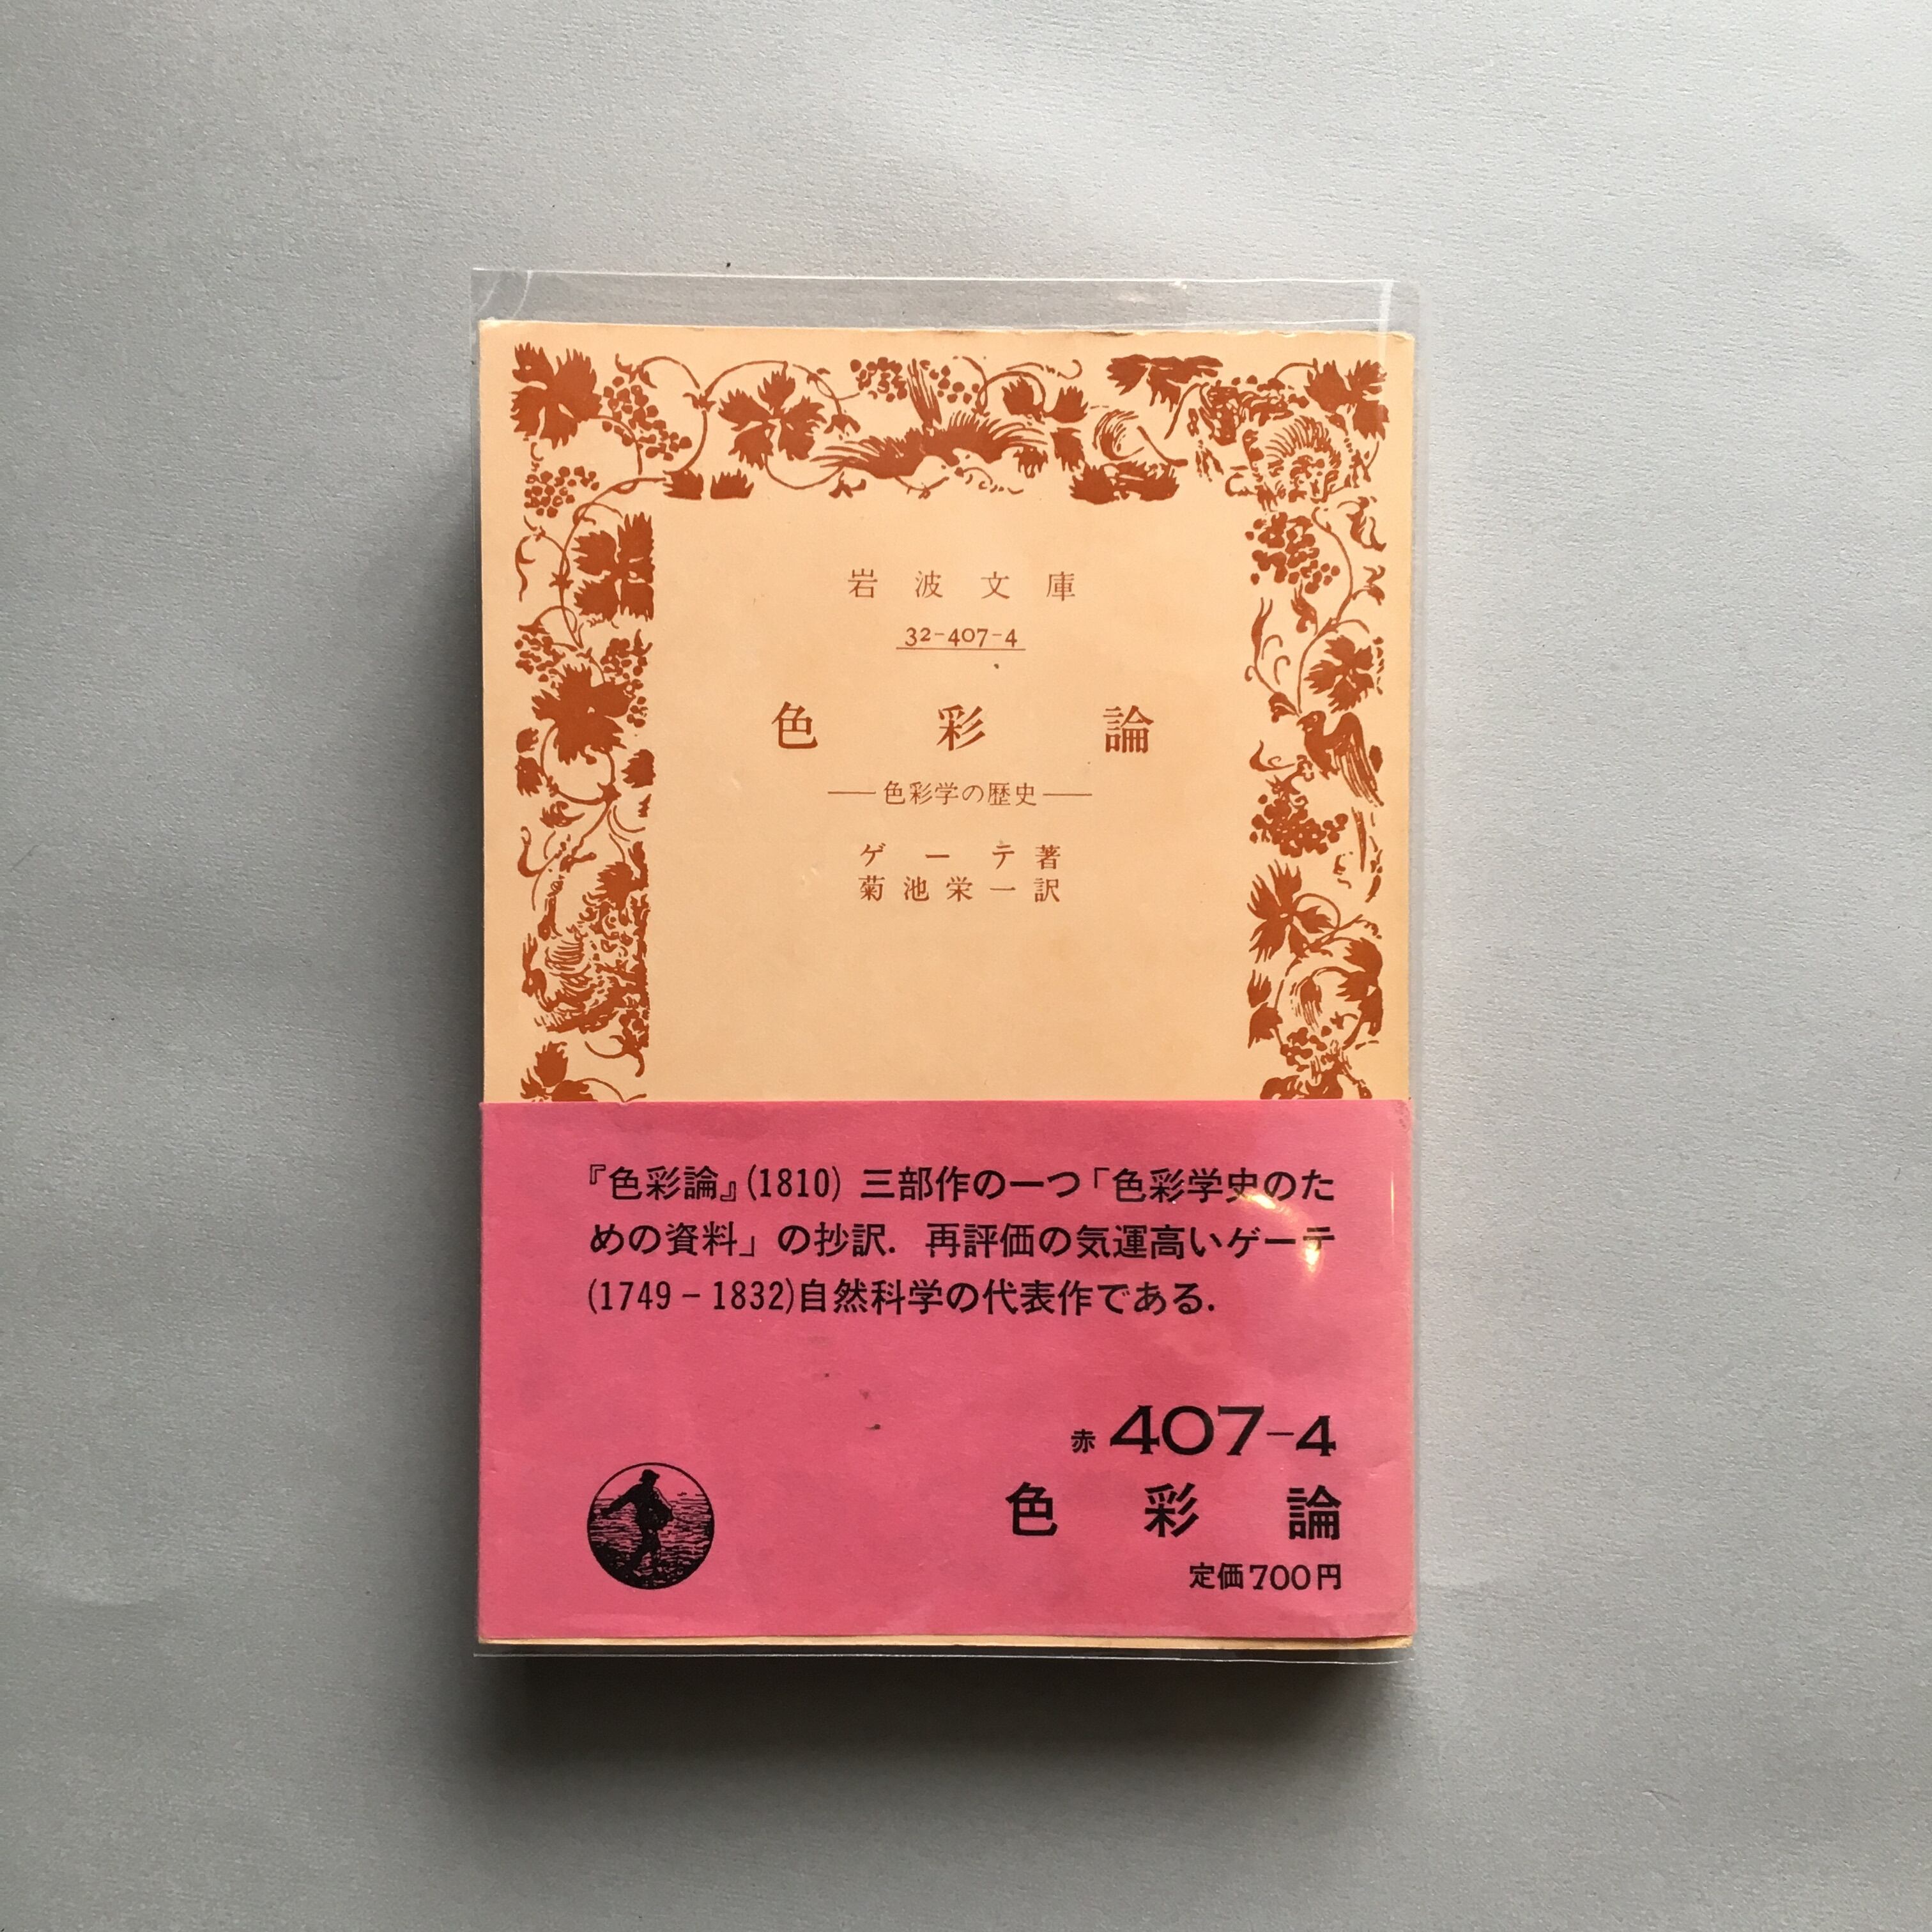 岩波文庫
32-407-4
色彩論
——色彩学の歴史——
ゲーテ著
菊池栄一訳
『色彩論』(1810) 三部作の一つ「色彩学史のた
めの資料」の抄訳．再評価の気運高いゲーテ
(1749－1832)自然科学の代表作である．
赤 407-4
色彩論
定価700円